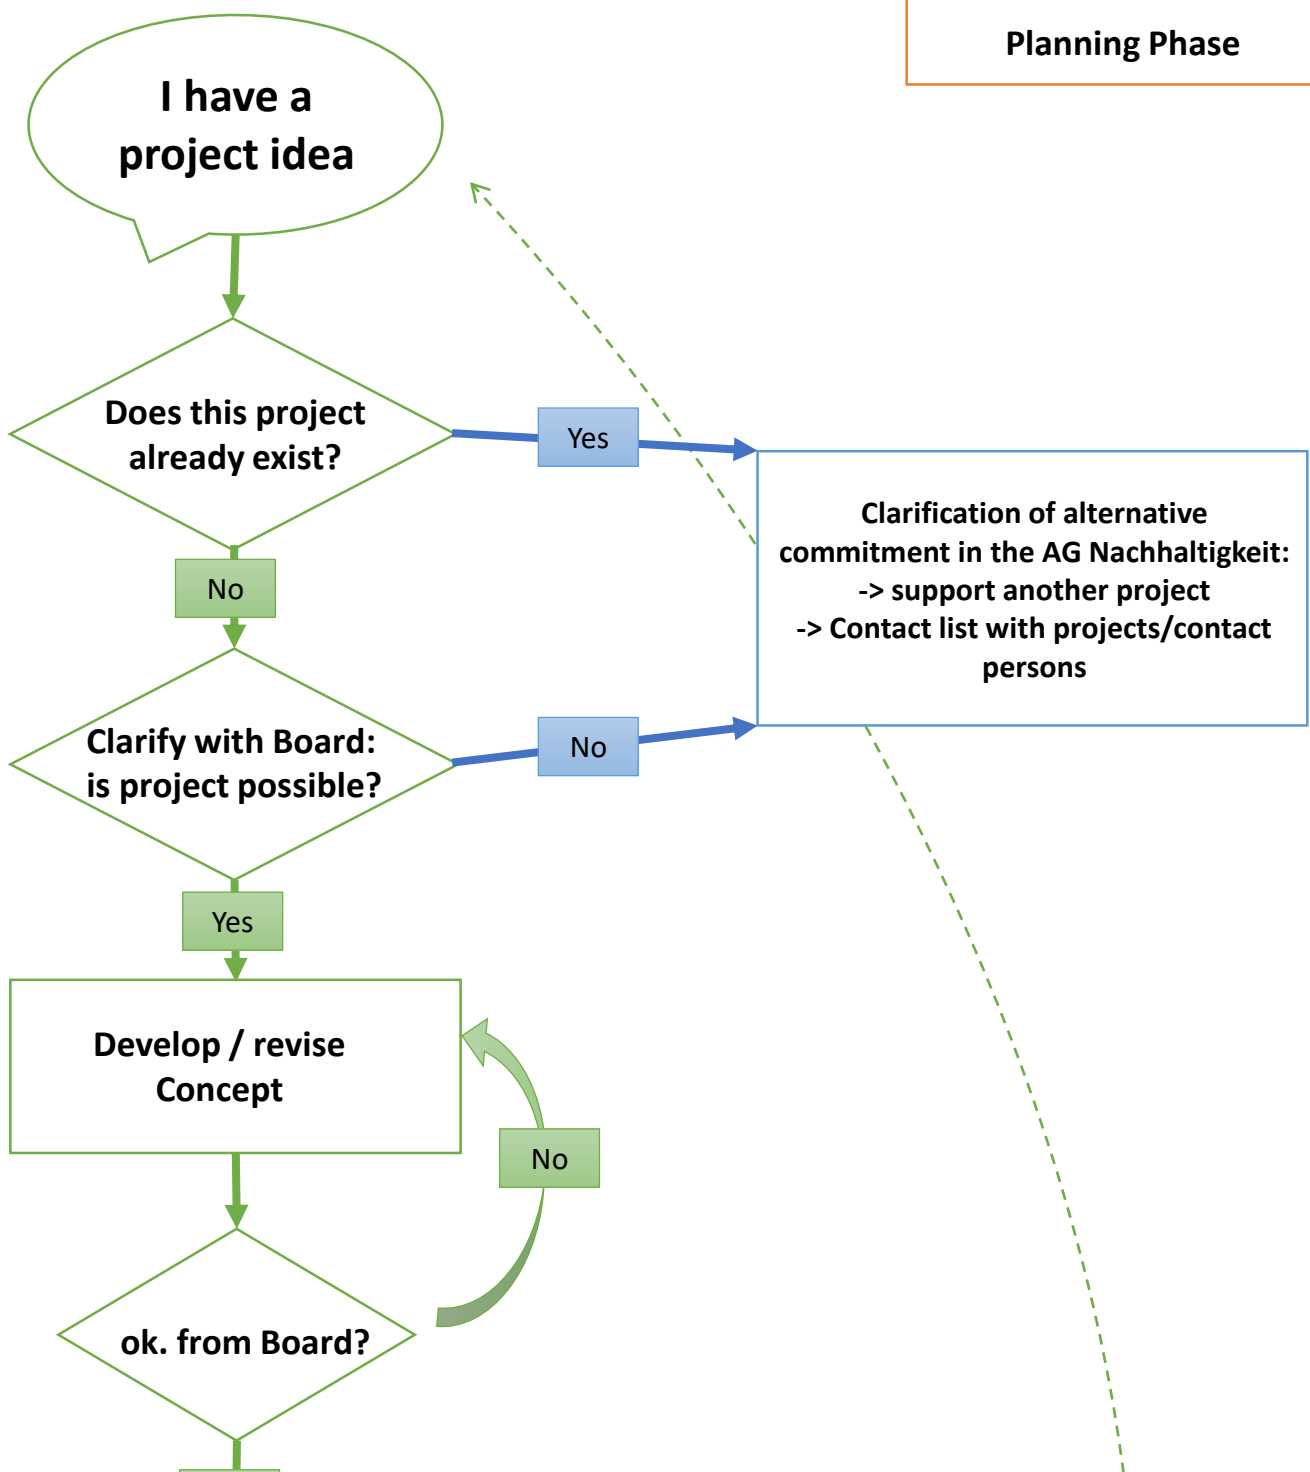 Planning Phase
I have a
project idea
Does this project
already exist?
Yes
Clarification of alternative
commitment in the AG Nachhaltigkeit:
-> support another project
-> Contact list with projects/contact
persons
No
Clarify with Board:
is project possible?
No
Yes
Develop / revise
Concept
No
ok. from Board?